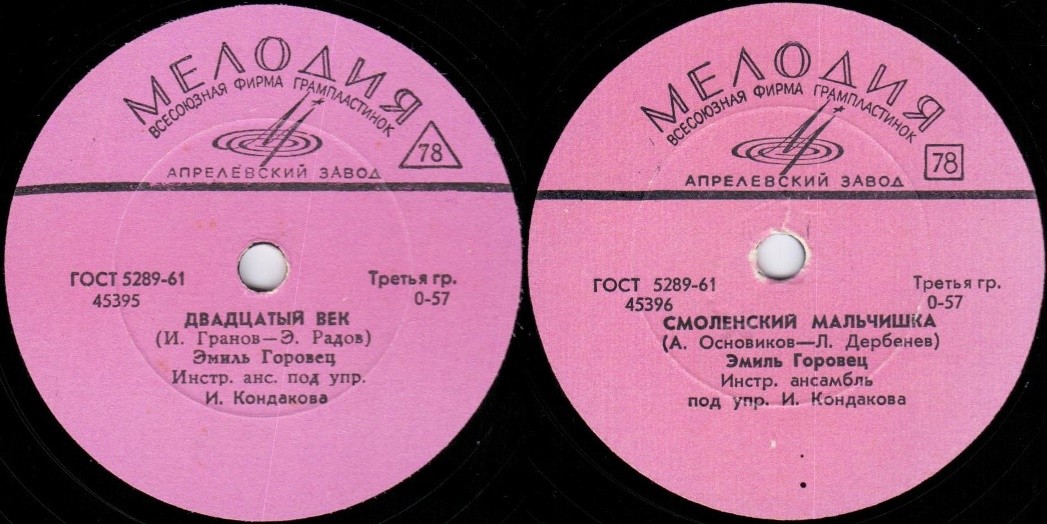 МЕЛОДИЯ
ВСЕСОЮЗНАЯ ФИРМА ГРАМПЛАСТИНОК
78
АПРЕЛЕВСКИЙ ЗАВОД
ГОСТ 5289-61
45395
Третья гр.
0-57
ДВАДЦАТЫЙ ВЕК
(И. Гранов—Э. Радов)
Эмиль Горовец
Инстр. анс. под упр.
И. Кондакова
МЕЛОДИЯ
ВСЕСОЮЗНАЯ ФИРМА ГРАМПЛАСТИНОК
78
АПРЕЛЕВСКИЙ ЗАВОД
ГОСТ 5289-61
45396
Третья гр.
0-57
СМОЛЕНСКИЙ МАЛЬЧИШКА
(А. Основиков—Л. Дербенев)
Эмиль Горовец
Инстр. ансамбль
под упр. И. Кондакова